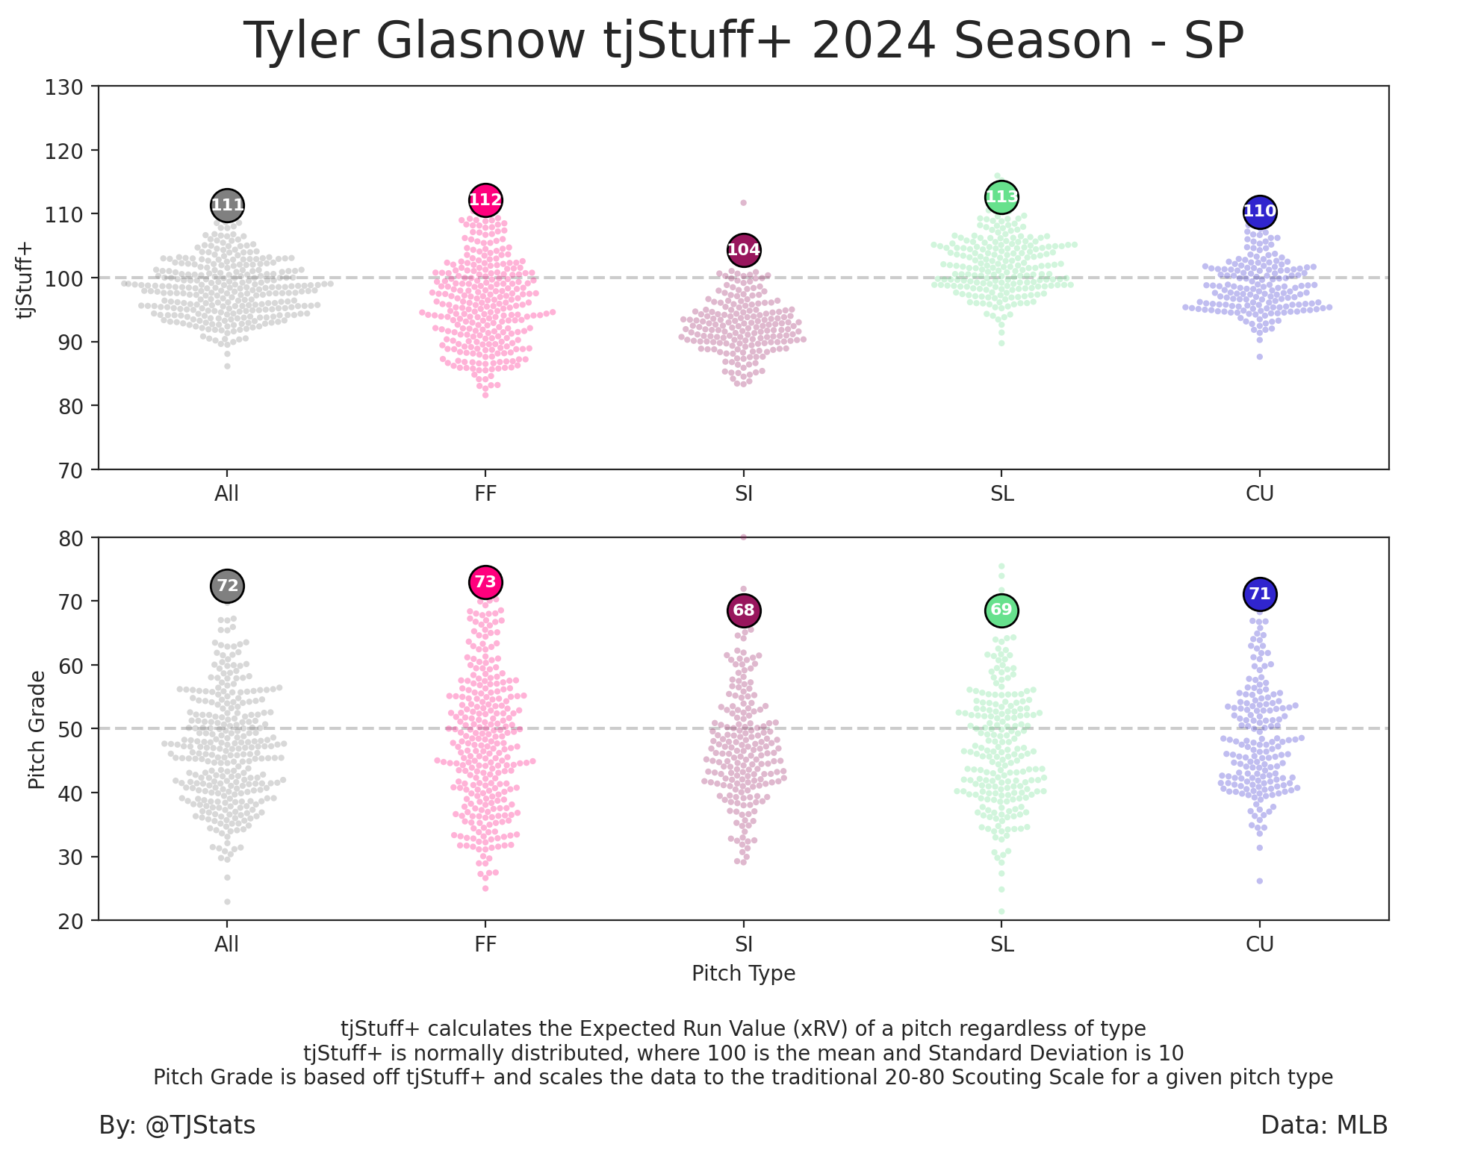 Tyler Glasnow tjStuff+ 2024 Season - SP
130
120
110
100
90
80
70
tjStuff+
111
112
104
113
110
All
FF
SI
SL
CU
80
70
60
50
40
30
20
Pitch Grade
72
73
68
69
71
All
FF
SI
SL
CU
Pitch Type
tjStuff+ calculates the Expected Run Value (xRV) of a pitch regardless of type
tjStuff+ is normally distributed, where 100 is the mean and Standard Deviation is 10
Pitch Grade is based off tjStuff+ and scales the data to the traditional 20-80 Scouting Scale for a given pitch type
By: @TJStats
Data: MLB